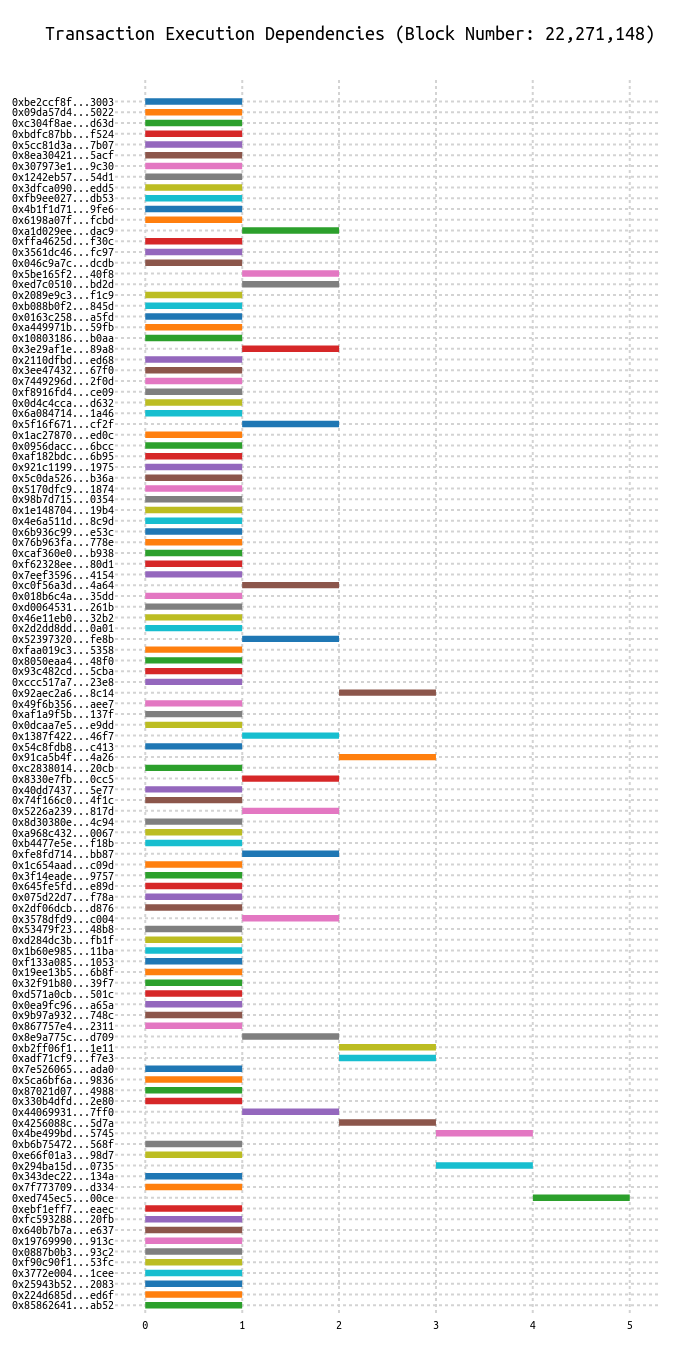 Transaction Execution Dependencies (Block Number: 22,271,148)
0xbe2ccf8f...3003
0x09da57d4...5022
0xc304f8ae...d63d
0xbdfc87bb...f524
0x5cc81d3a...7b07
0x8ea30421...5acf
0x307973e1...9c30
0x1242eb57...54d1
0x3dfca090...edd5
0xfb9ee027...db53
0x4b1f1d71...9fe6
0x6198a07f...fcbd
0xa1d029ee...dac9
0xffa4625d...f30c
0x3561dc46...fc97
0x046c9a7c...dcdb
0x5be165f2...40f8
0xed7c0510...bd2d
0x2089e9c3...f1c9
0xb088b0f2...845d
0x0163c258...a5fd
0xa449971b...59fb
0x10803186...b0aa
0x3e29af1e...89a8
0x2110dfbd...ed68
0x3ee47432...67f0
0x7449296d...2f0d
0xf8916fd4...ce09
0x0d4c4cca...d632
0x6a084714...1a46
0x5f16f671...cf2f
0x1ac27870...ed0c
0x0956dacc...6bcc
0xaf182bdc...6b95
0x921c1199...1975
0x5c0da526...b36a
0x5170dfc9...1874
0x98b7d715...0354
0x1e148704...19b4
0x4e6a511d...8c9d
0x6b936c99...e53c
0x76b963fa...778e
0xcaf360e0...b938
0xf62328ee...80d1
0x7eef3596...4154
0xc0f56a3d...4a64
0x018b6c4a...35dd
0xd0064531...261b
0x46e11eb0...32b2
0x2d2dd8dd...0a01
0x52397320...fe8b
0xfaa019c3...5358
0x8050eaa4...48f0
0x93c482cd...5cba
0xccc517a7...23e8
0x92aec2a6...8c14
0x49f6b356...aee7
0xaf1a9f5b...137f
0x0dcaa7e5...e9dd
0x1387f422...46f7
0x54c8fdb8...c413
0x91ca5b4f...4a26
0xc2838014...20cb
0x8330e7fb...0cc5
0x40dd7437...5e77
0x74f166c0...4f1c
0x5226a239...817d
0x8d30380e...4c94
0xa968c432...0067
0xb4477e5e...f18b
0xfe8fd714...bb87
0x1c654aad...c09d
0x3f14eade...9757
0x645fe5fd...e89d
0x075d22d7...f78a
0x2df06dcb...d876
0x3578dfd9...c004
0x53479f23...48b8
0xd284dc3b...fb1f
0x1b60e985...11ba
0xf133a085...1053
0x19ee13b5...6b8f
0x32f91b80...39f7
0xd571a0cb...501c
0x0ea9fc96...a65a
0x9b97a932...748c
0x867757e4...2311
0x8e9a775c...d709
0xb2ff06f1...1e11
0xadf71cf9...f7e3
0x7e526065...ada0
0x5ca6bf6a...9836
0x87021d07...4988
0x330b4dfd...2e80
0x44069931...7ff0
0x4256088c...5d7a
0x4be499bd...5745
0xb6b75472...568f
0xe66f01a3...98d7
0x294ba15d...0735
0x343dec22...134a
0x7f773709...d334
0xed745ec5...00ce
0xebf1eff7...eaec
0xfc593288...20fb
0x640b7b7a...e637
0x19769990...913c
0x0887b0b3...93c2
0xf90c90f1...53fc
0x3772e004...1cee
0x25943b52...2083
0x224d685d...ed6f
0x85862641...ab52
0 1 2 3 4 5